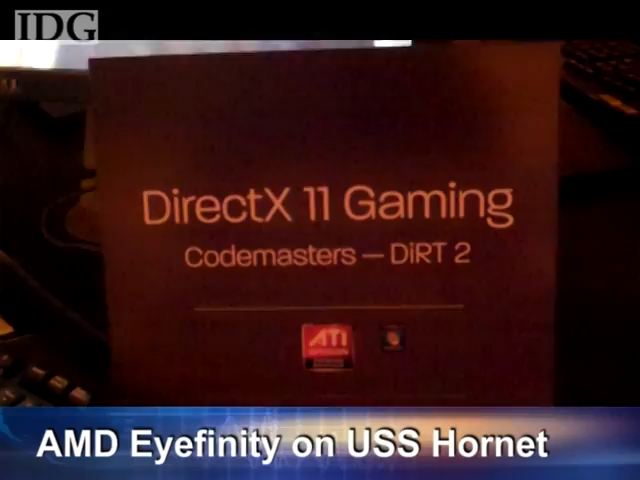 IDG
DirectX 11 Gaming
Codemasters — DiRT 2
ATI
AMD Eyefinity on USS Hornet